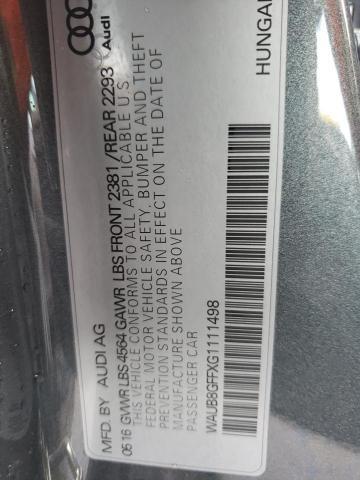 MFD. BY AUDI AG
05 16 GVWR LBS 4564 GAWR LBS FRONT 2381 / REAR 2293
THIS VEHICLE CONFORMS TO ALL APPLICABLE U S
FEDERAL MOTOR VEHICLE SAFETY, BUMPER AND THEFT
PREVENTION STANDARDS IN EFFECT ON THE DATE OF
MANUFACTURE SHOWN ABOVE
PASSENGER CAR
WAUB8GFFXG1111498
Audi
HUNGA